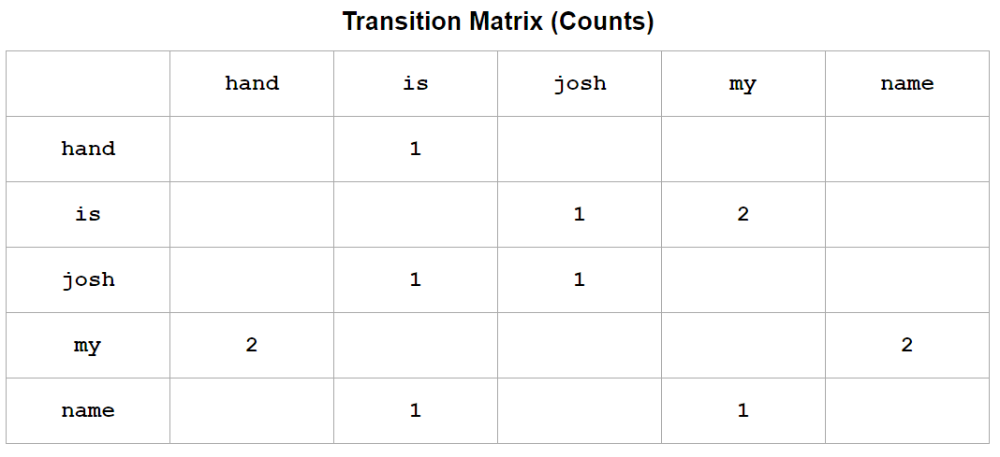 Transition Matrix (Counts)
hand is josh my name
hand 1
is 1 2
josh 1 1
my 2 2
name 1 1